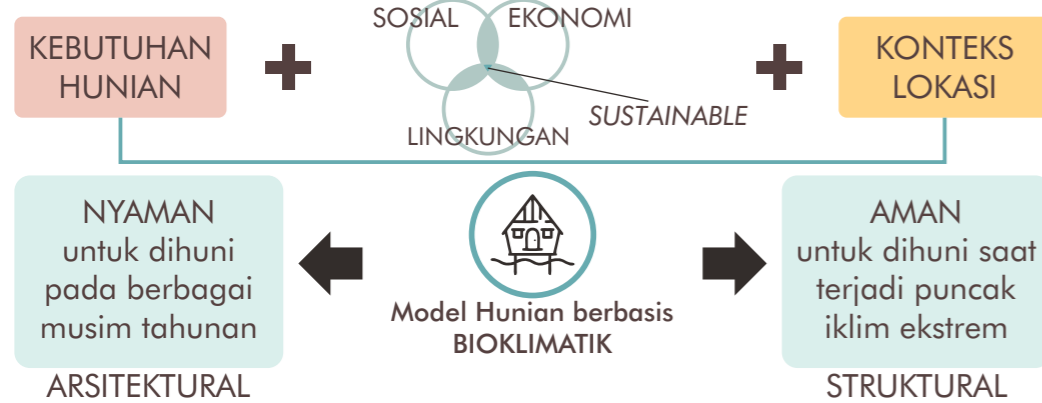 KEBUTUHAN
HUNIAN
SOSIAL
EKONOMI
LINGKUNGAN
SUSTAINABLE
KONTEKS
LOKASI
NYAMAN
untuk dihuni
pada berbagai
musim tahunan
ARSITEKTURAL
Model Hunian berbasis
BIOKLIMATIK
AMAN
untuk dihuni saat
terjadi puncak
iklim ekstrem
STRUKTURAL